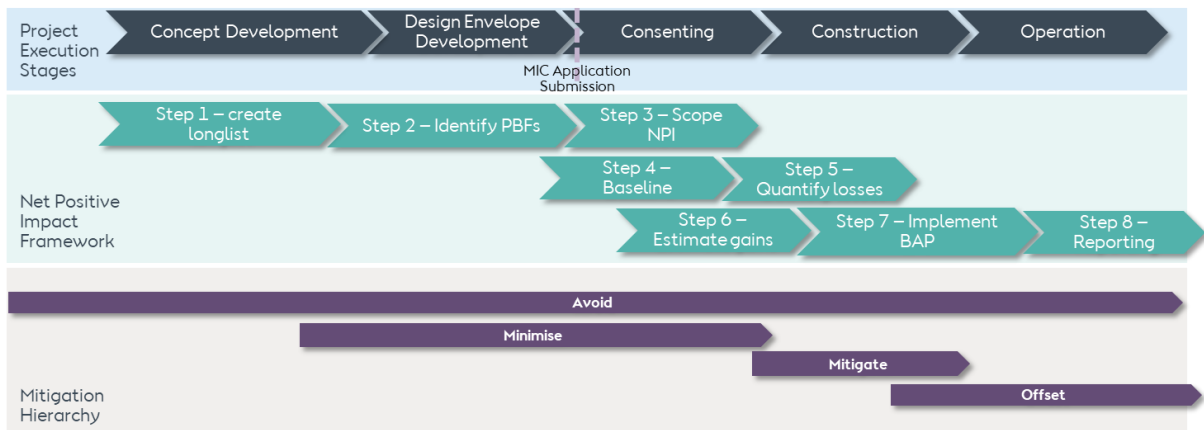 Project
Execution
Stages
Concept Development
Design Envelope
Development
Consenting
Construction
Operation
MIC Application
Submission
Net Positive
Impact
Framework
Step 1 – create
longlist
Step 2 – Identify PBFs
Step 3 – Scope
NPI
Step 4 –
Baseline
Step 5 –
Quantify losses
Step 6 –
Estimate gains
Step 7 – Implement
BAP
Step 8 –
Reporting
Mitigation
Hierarchy
Avoid
Minimise
Mitigate
Offset